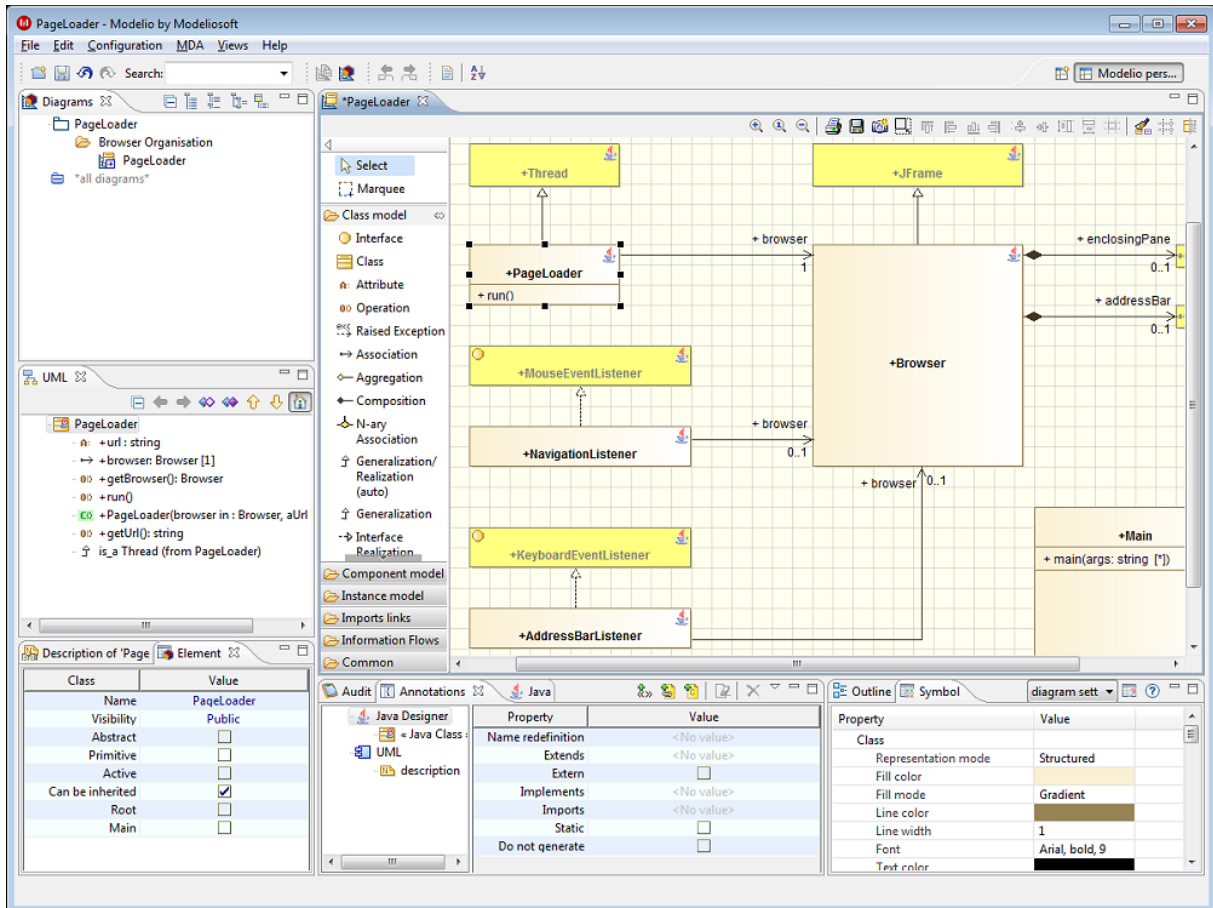 PageLoader - Modelio by Modeliosoft
File Edit Configuration MDA Views Help
Search:
Modelio pers...
Diagrams
PageLoader
Browser Organisation
PageLoader
*all diagrams*
UML
PageLoader
+url : string
+browser: Browser [1]
+getBrowser(): Browser
+run()
+PageLoader(browser in : Browser, aUrl
+getUrl(): string
is_a Thread (from PageLoader)
Description of 'Page Element
Class Value
Name PageLoader
Visibility Public
Abstract
Primitive
Active
Can be inherited
Root
Main
*PageLoader
Select
Marquee
Class model
Interface
Class
Attribute
Operation
Raised Exception
Association
Aggregation
Composition
N-ary
Association
Generalization/
Realization
(auto)
Generalization
Interface
Realization
Component model
Instance model
Imports links
Information Flows
Common
+Thread
+JFrame
+PageLoader
+ run()
+ browser
1
+ enclosingPane
0..1
+ addressBar
0..1
+Browser
+MouseEventListener
+NavigationListener
+ browser
0..1
+ browser
0..1
+KeyboardEventListener
+AddressBarListener
+Main
+ main(args: string [*])
Audit Annotations Java
Java Designer
« Java Class
UML
description
Property Value
Name redefinition <No value>
Extends <No value>
Extern
Implements <No value>
Imports <No value>
Static
Do not generate
Outline Symbol diagram sett
Property Value
Class
Representation mode Structured
Fill color
Fill mode Gradient
Line color
Line width 1
Font Arial, bold, 9
Text color